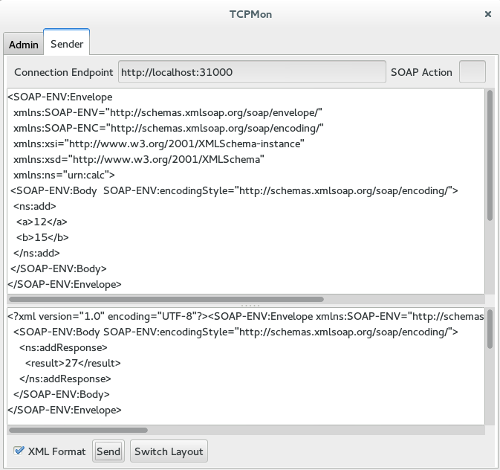 TCPMon
Admin Sender
Connection Endpoint http://localhost:31000 SOAP Action
<SOAP-ENV:Envelope
xmlns:SOAP-ENV="http://schemas.xmlsoap.org/soap/envelope/"
xmlns:SOAP-ENC="http://schemas.xmlsoap.org/soap/encoding/"
xmlns:xsi="http://www.w3.org/2001/XMLSchema-instance"
xmlns:xsd="http://www.w3.org/2001/XMLSchema"
xmlns:ns="urn:calc">
<SOAP-ENV:Body  SOAP-ENV:encodingStyle="http://schemas.xmlsoap.org/soap/encoding/">
<ns:add>
<a>12</a>
<b>15</b>
</ns:add>
</SOAP-ENV:Body>
</SOAP-ENV:Envelope>
<?xml version="1.0" encoding="UTF-8"?><SOAP-ENV:Envelope xmlns:SOAP-ENV="http://schemas
<SOAP-ENV:Body SOAP-ENV:encodingStyle="http://schemas.xmlsoap.org/soap/encoding/">
<ns:addResponse>
<result>27</result>
</ns:addResponse>
</SOAP-ENV:Body>
</SOAP-ENV:Envelope>
XML Format Send Switch Layout